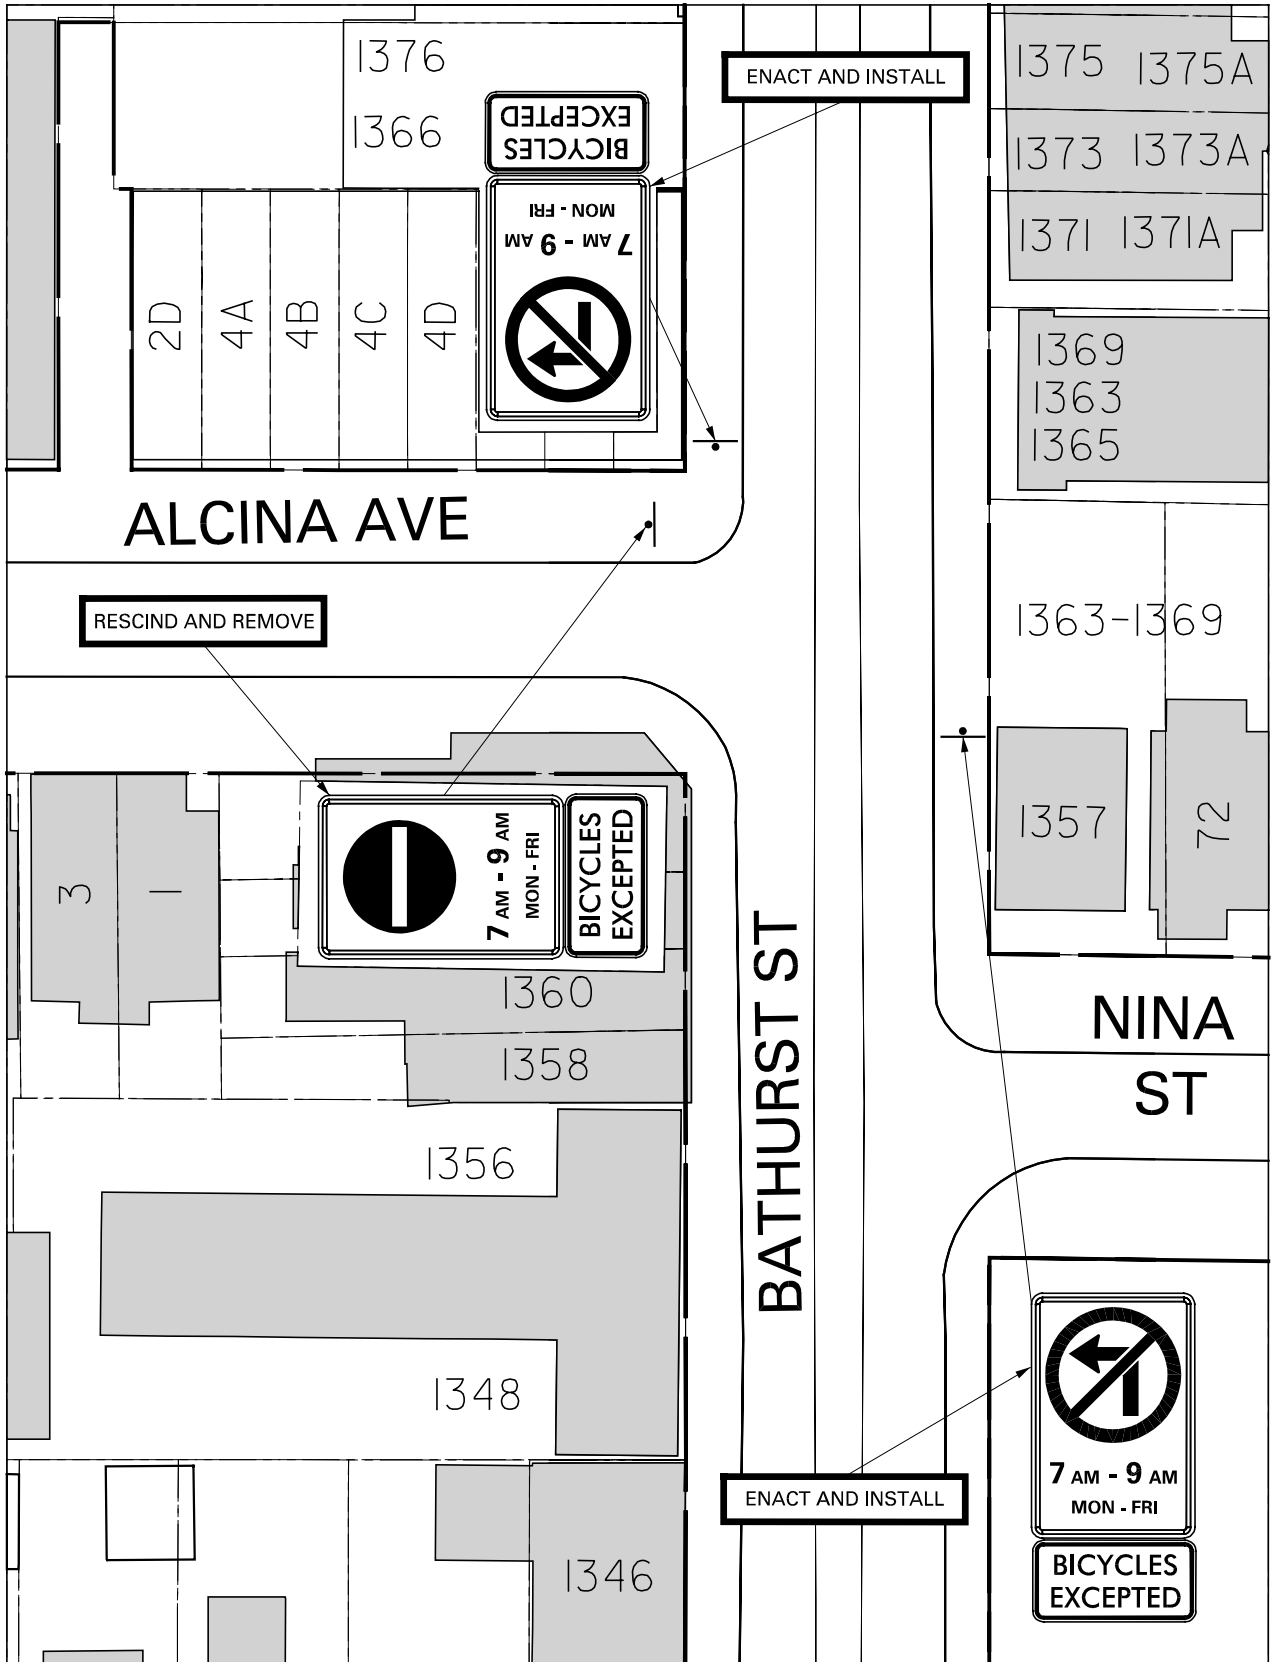 1376
1366
ENACT AND INSTALL
1375 1375A
1373 1373A
1371 1371A
BICYCLES
EXCEPTED
MON - FRI
7 AM - 9 AM
2D
4A
4B
4C
4D
1369
1363
1365
ALCINA AVE
RESCIND AND REMOVE
1363-1369
1357
72
3
1
7 AM - 9 AM
MON - FRI
BICYCLES
EXCEPTED
1360
1358
BATHURST ST
NINA
ST
1356
1348
7 AM - 9 AM
MON - FRI
ENACT AND INSTALL
BICYCLES
EXCEPTED
1346